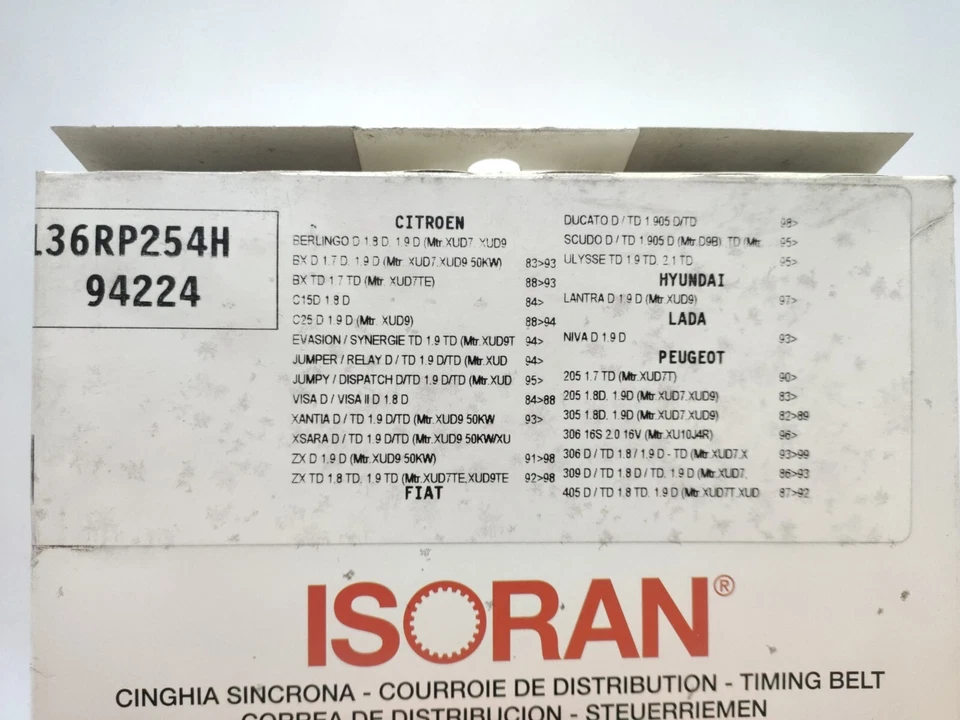 136RP254H
94224
CITROEN
BERLINGO D 1.8 D. 1.9 D (Mtr.XUD7.XUD9
BX D 1.7 D. 1.9 D (Mtr.XUD7.XUD9 50KW) 83>93
BX TD 1.7 TD (Mtr.XUD7TE) 88>93
C15D 1.8 D 84>
C25 D 1.9 D (Mtr. XUD9) 88>94
EVASION / SYNERGIE TD 1.9 TD (Mtr.XUD9T 94>
JUMPER / RELAY D / TD 1.9 D/TD (Mtr.XUD 94>
JUMPY / DISPATCH D/TD 1.9 D/TD (Mtr.XUD 95>
VISA D / VISA II D 1.8 D 84>88
XANTIA D / TD 1.9 D/TD (Mtr.XUD9 50KW 93>
XSARA D / TD 1.9 D/TD (Mtr.XUD9 50KW/XU
ZX D 1.9 D (Mtr.XUD9 50KW) 91>98
ZX TD 1.8 TD. 1.9 TD (Mtr.XUD7TE,XUD9TE 92>98
FIAT
DUCATO D / TD 1.905 D/TD 98>
SCUDO D / TD 1.905 D (Mtr.D9B). TD (Mtr. 95>
ULYSSE TD 1.9 TD. 2.1 TD 95>
HYUNDAI
LANTRA D 1.9 D (Mtr.XUD9) 97>
LADA
NIVA D 1.9 D 93>
PEUGEOT
205 1.7 TD (Mtr.XUD7T) 90>
205 1.8D. 1.9D (Mtr.XUD7.XUD9) 83>
305 1.8D. 1.9D (Mtr.XUD7.XUD9) 82>89
306 16S 2.0 16V (Mtr.XU10J4R) 96>
306 D / TD 1.8 / 1.9 D - TD (Mtr.XUD7.X 93>99
309 D / TD 1.8 D / TD. 1.9 D (Mtr.XUD7. 86>93
405 D / TD 1.8 TD. 1.9 D (Mtr.XUD7T.XUD 87>92
ISORAN®
CINGHIA SINCRONA - COURROIE DE DISTRIBUTION - TIMING BELT
CORREA DE DISTRIBUCION - STEUERRIEMEN